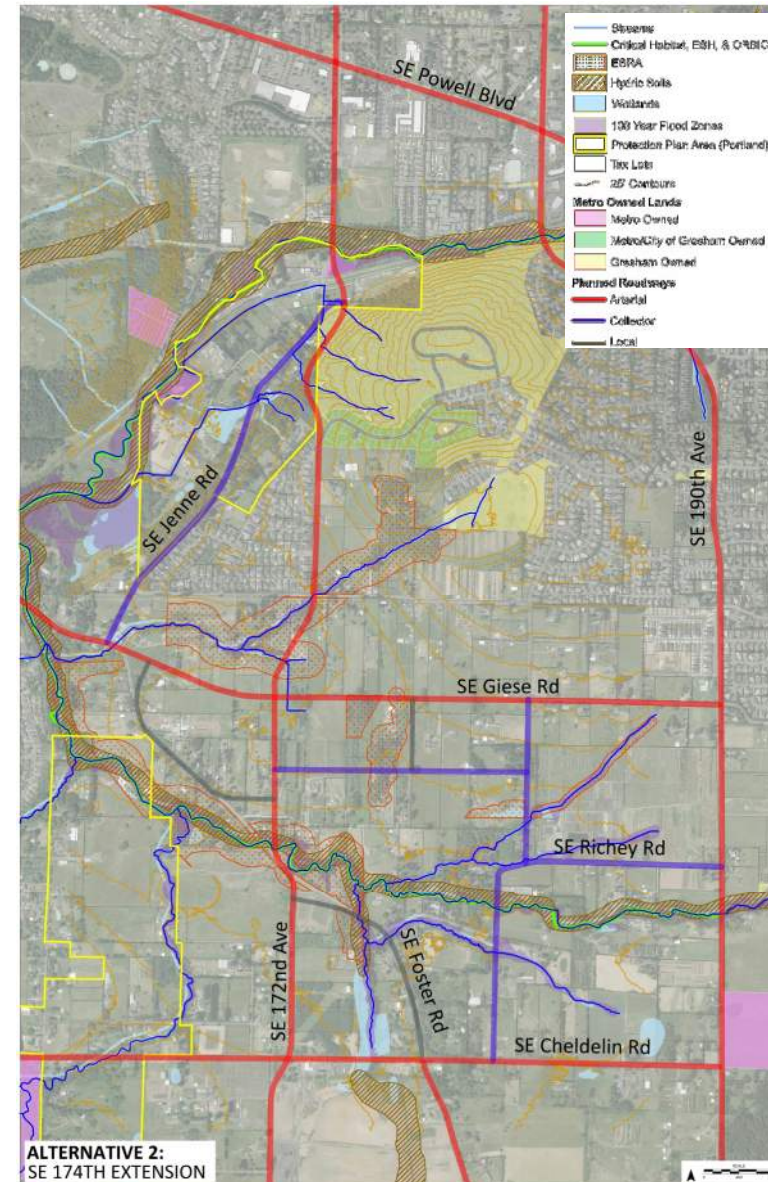 Streams
Critical Habitat, ESH, & ORBIC
ESRA
Hydric Soils
Wetlands
100 Year Flood Zones
Protection Plan Area (Portland)
Tax Lots
25' Contours
Metro Owned Lands
Metro Owned
Metro/City of Gresham Owned
Gresham Owned
Planned Roadways
Arterial
Collector
Local
SE Powell Blvd
SE 190th Ave
SE Jenne Rd
SE Giese Rd
SE Richey Rd
SE 172nd Ave
SE Foster Rd
SE Cheldelin Rd
ALTERNATIVE 2:
SE 174TH EXTENSION